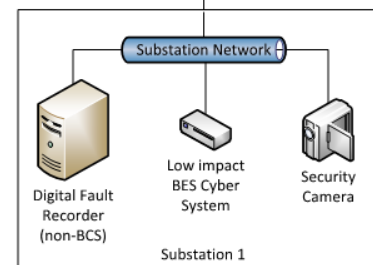 Substation Network
Digital Fault
Recorder
(non-BCS)
Low impact
BES Cyber
System
Security
Camera
Substation 1